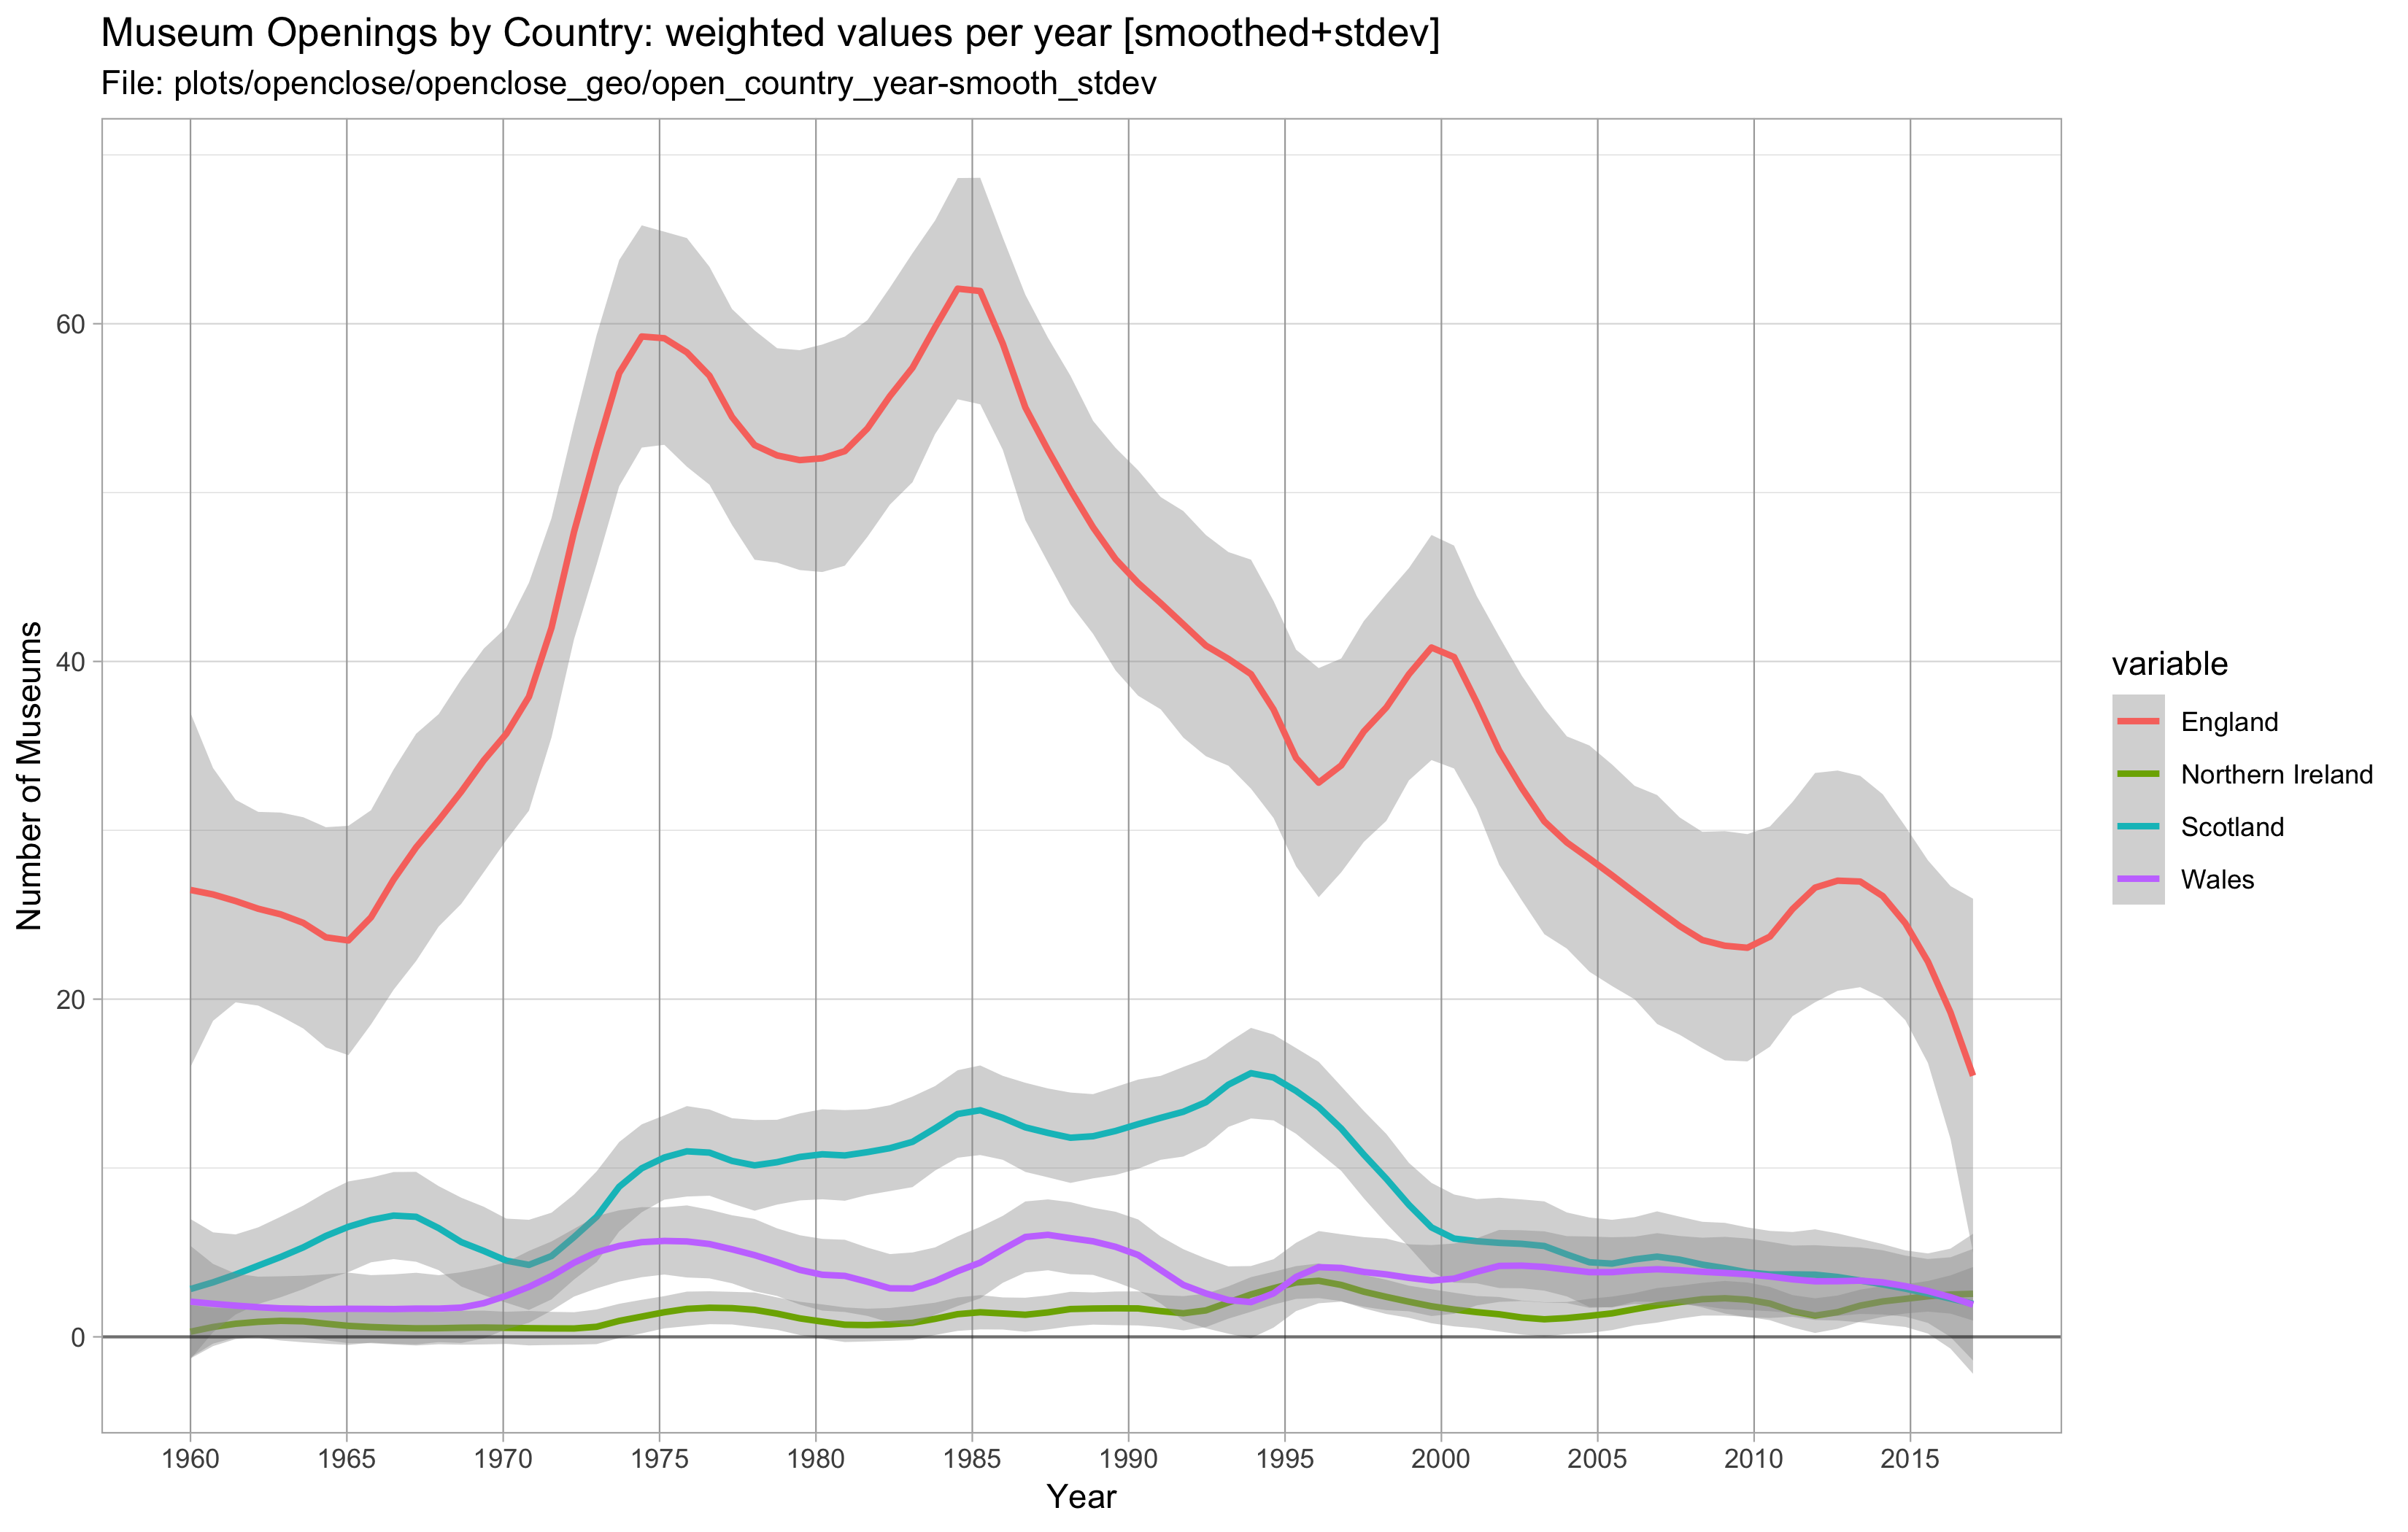 Museum Openings by Country: weighted values per year [smoothed+stdev]
File: plots/openclose/openclose_geo/open_country_year-smooth_stdev
Number of Museums
60
40
20
0
1960 1965 1970 1975 1980 1985 1990 1995 2000 2005 2010 2015
Year
variable
England
Northern Ireland
Scotland
Wales